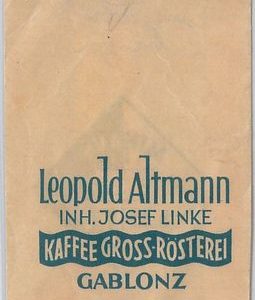 Leopold Altmann
INH. JOSEF LINKE
KAFFEE GROSS-RÖSTEREI
GABLONZ